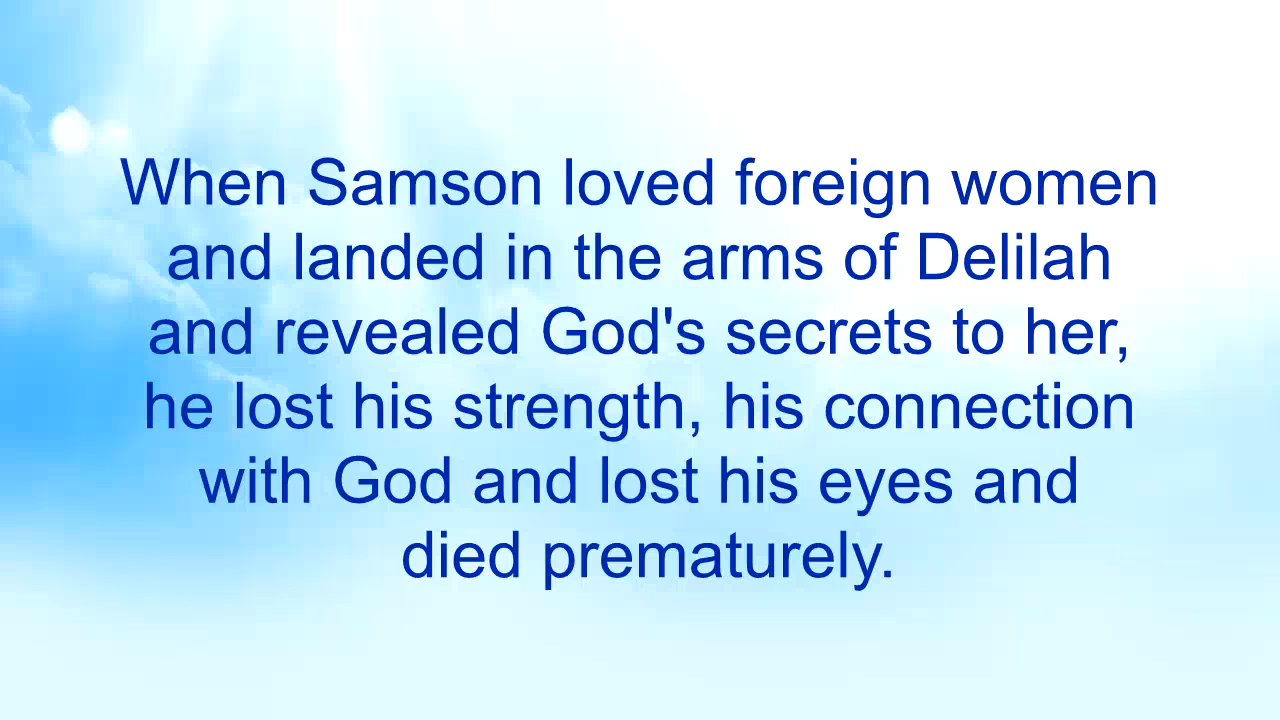 When Samson loved foreign women
and landed in the arms of Delilah
and revealed God's secrets to her,
he lost his strength, his connection
with God and lost his eyes and
died prematurely.